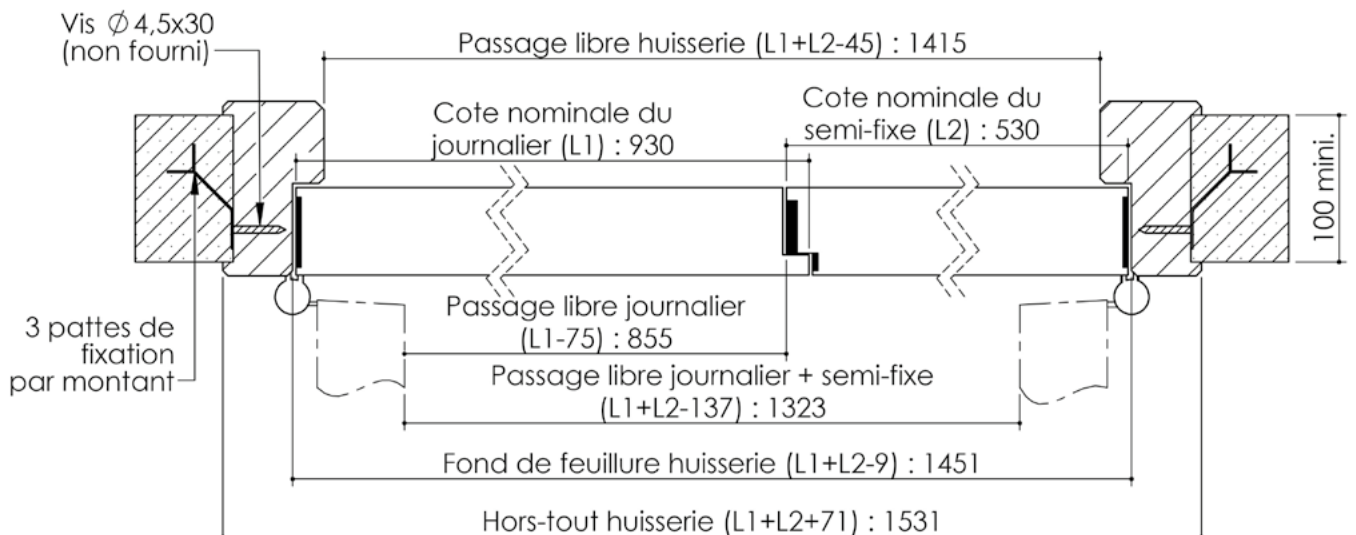 Vis Ø 4,5x30
(non fourni)
Passage libre huisserie (L1+L2-45) : 1415
Cote nominale du
journalier (L1) : 930
Cote nominale du
semi-fixe (L2) : 530
100 mini.
3 pattes de
fixation
par montant
Passage libre journalier
(L1-75) : 855
Passage libre journalier + semi-fixe
(L1+L2-137) : 1323
Fond de feuillure huisserie (L1+L2-9) : 1451
Hors-tout huisserie (L1+L2+71) : 1531